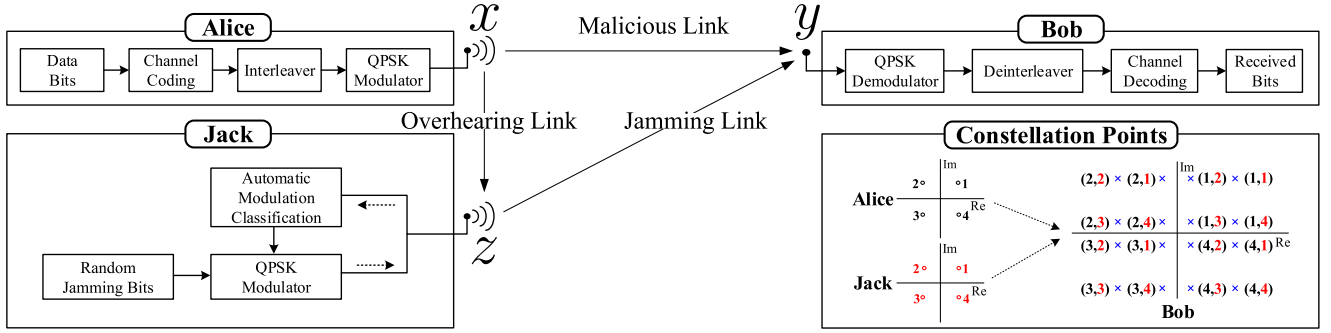 Alice
Data
Bits
Channel
Coding
Interleaver
QPSK
Modulator
x
Malicious Link
y
Bob
QPSK
Demodulator
Deinterleaver
Channel
Decoding
Received
Bits
Overhearing Link
Jamming Link
Jack
Automatic
Modulation
Classification
Random
Jamming Bits
QPSK
Modulator
z
Constellation Points
Alice
Im
2 1
Re
3 4
Jack
Im
2 1
Re
3 4
Im
(2,2) × (2,1) × × (1,2) × (1,1)
(2,3) × (2,4) × × (1,3) × (1,4)
(3,2) × (3,1) × × (4,2) × (4,1) Re
(3,3) × (3,4) × × (4,3) × (4,4)
Bob